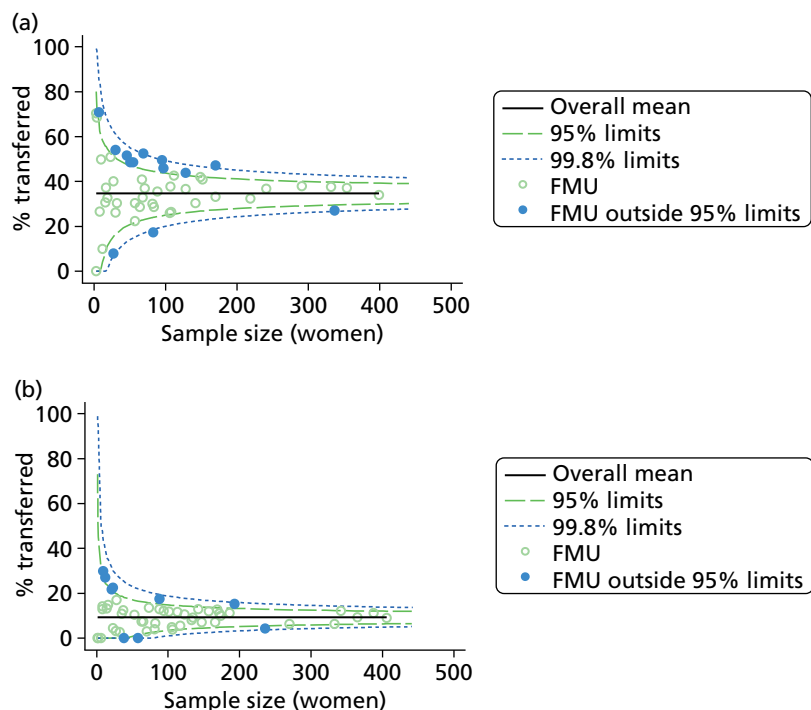 (a)
100
80
60
40
20
0
% transferred
0 100 200 300 400 500
Sample size (women)
Overall mean
95% limits
99.8% limits
FMU
FMU outside 95% limits
(b)
100
80
60
40
20
0
% transferred
0 100 200 300 400 500
Sample size (women)
Overall mean
95% limits
99.8% limits
FMU
FMU outside 95% limits